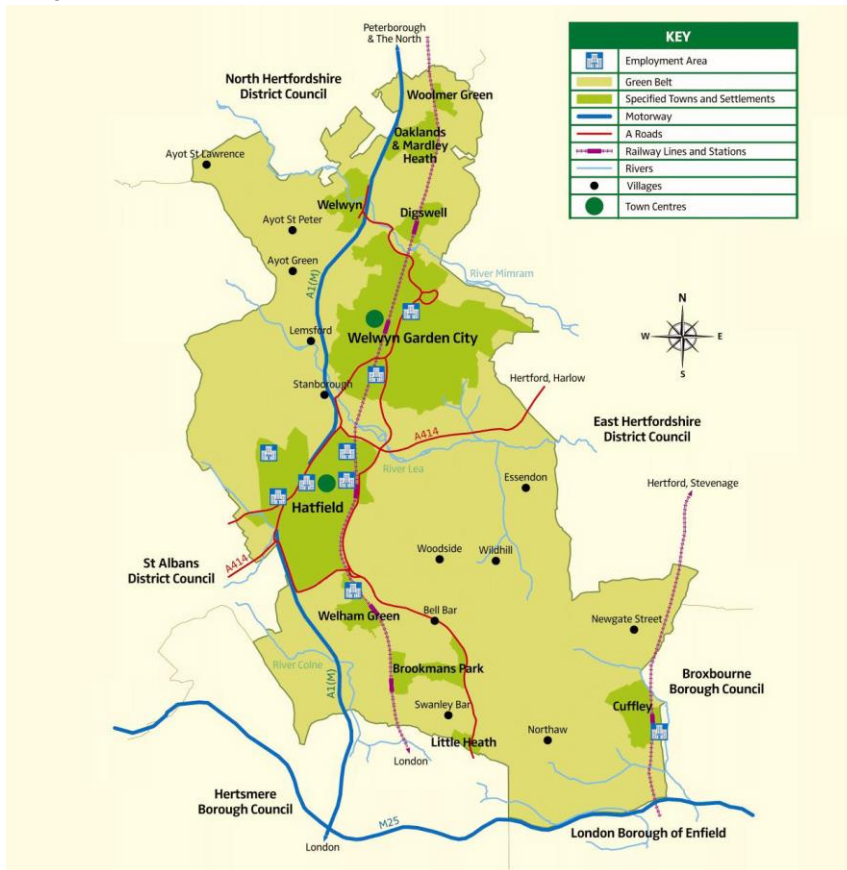 Peterborough
& The North
KEY
Employment Area
Green Belt
Specified Towns and Settlements
Motorway
A Roads
Railway Lines and Stations
Rivers
Villages
Town Centres
North Hertfordshire
District Council
Woolmer Green
Oaklands
& Mardley
Heath
Ayot St Lawrence
Welwyn
Digswell
Ayot St Peter
Ayot Green
River Mimram
A1(M)
Lemsford
Welwyn Garden City
N
W
E
S
Stanborough
Hertford, Harlow
East Hertfordshire
District Council
A414
River Lea
Essendon
Hertford, Stevenage
Hatfield
St Albans
District Council
A414
Woodside
Wildhill
Welham Green
Bell Bar
Newgate Street
River Colne
A1(M)
Brookmans Park
Broxbourne
Borough Council
Swanley Bar
Cuffley
Little Heath
Northaw
London
Hertsmere
Borough Council
M25
London
London Borough of Enfield